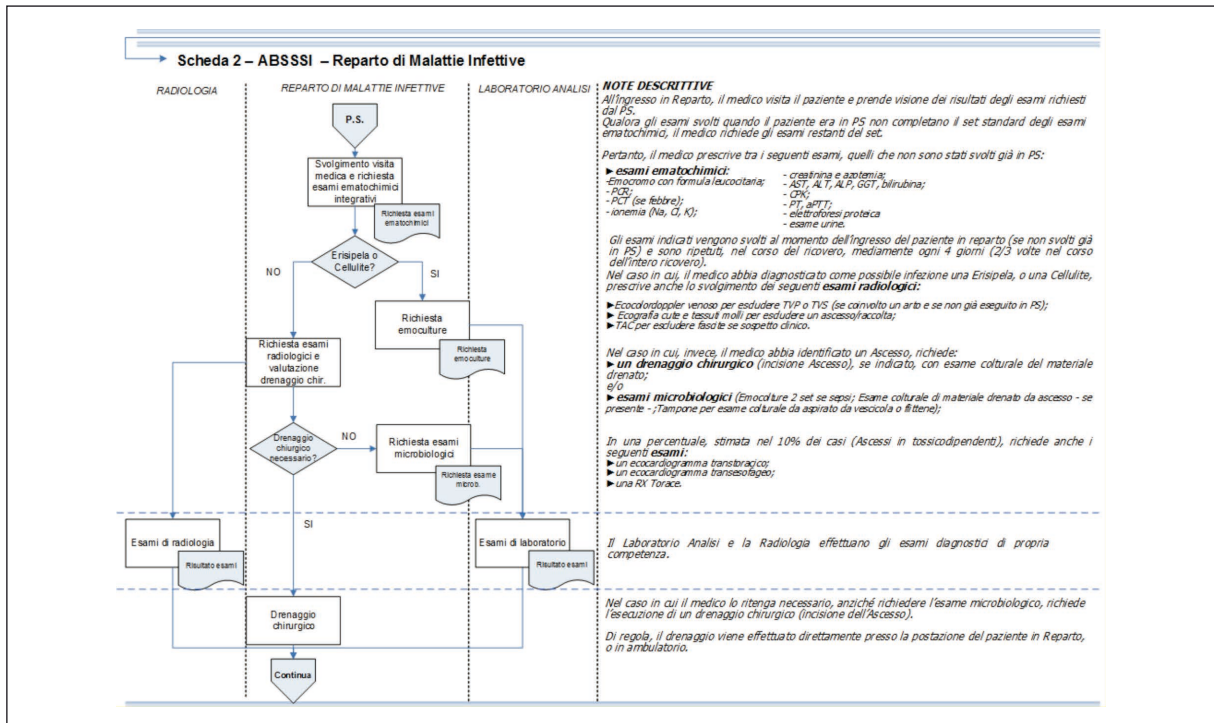 Scheda 2 – ABSSSI – Reparto di Malattie Infettive
RADIOLOGIA
REPARTO DI MALATTIE INFETTIVE
LABORATORIO ANALISI
P.S.
Svolgimento visita
medica e richiesta
esami ematochimici
integrativi
Richiesta esami
ematochimici
Erisipela o
Cellulite?
NO
SI
Richiesta
emoculture
Richiesta
emoculture
Richiesta esami
radiologici e
valutazione
drenaggio chir.
Drenaggio
chirurgico
necessario?
NO
Richiesta esami
microbiologici
Richiesta esame
microb.
SI
Esami di radiologia
Risultato esami
Esami di laboratorio
Risultato esami
Drenaggio
chirurgico
Continua
NOTE DESCRITTIVE
All'ingresso in Reparto, il medico visita il paziente e prende visione dei risultati degli esami richiesti
dal PS.
Qualora gli esami svolti quando il paziente era in PS non completano il set standard degli esami
ematochimici, il medico richiede gli esami restanti del set.
Pertanto, il medico prescrive tra i seguenti esami, quelli che non sono stati svolti già in PS:
►esami ematochimici:
-Emocromo con formula leucocitaria;
- PCR;
- PCT (se febbre);
- ionemia (Na, Cl, K);
- creatinina e azotemia;
- AST, ALT, ALP, GGT, bilirubina;
- CPK;
- PT, aPTT;
- elettroforesi proteica
- esame urine.
Gli esami indicati vengono svolti al momento dell'ingresso del paziente in reparto (se non svolti già
in PS) e sono ripetuti, nel corso del ricovero, mediamente ogni 4 giorni (2/3 volte nel corso
dell'intero ricovero).
Nel caso in cui, il medico abbia diagnosticato come possibile infezione una Erisipela, o una Cellulite,
prescrive anche lo svolgimento dei seguenti esami radiologici:
►Ecocolordoppler venoso per escludere TVP o TVS (se coinvolto un arto e se non già eseguito in PS);
► Ecografia cute e tessuti molli per escludere un ascesso/raccolta;
►TAC per escludere fascite se sospetto clinico.
Nel caso in cui, invece, il medico abbia identificato un Ascesso, richiede:
►un drenaggio chirurgico (incisione Ascesso), se indicato, con esame colturale del materiale
drenato;
e/o
►esami microbiologici (Emocolture 2 set se sepsi; Esame colturale di materiale drenato da ascesso - se
presente - ;Tampone per esame colturale da aspirato da vescicola o flittene);
In una percentuale, stimata nel 10% dei casi (Ascessi in tossicodipendenti), richiede anche i
seguenti esami:
►un ecocardiogramma transtoracico;
►un ecocardiogramma transesofageo;
►una RX Torace.
Il Laboratorio Analisi e la Radiologia effettuano gli esami diagnostici di propria
competenza.
Nel caso in cui il medico lo ritenga necessario, anziché richiedere l'esame microbiologico, richiede
l'esecuzione di un drenaggio chirurgico (incisione dell'Ascesso).
Di regola, il drenaggio viene effettuato direttamente presso la postazione del paziente in Reparto,
o in ambulatorio.